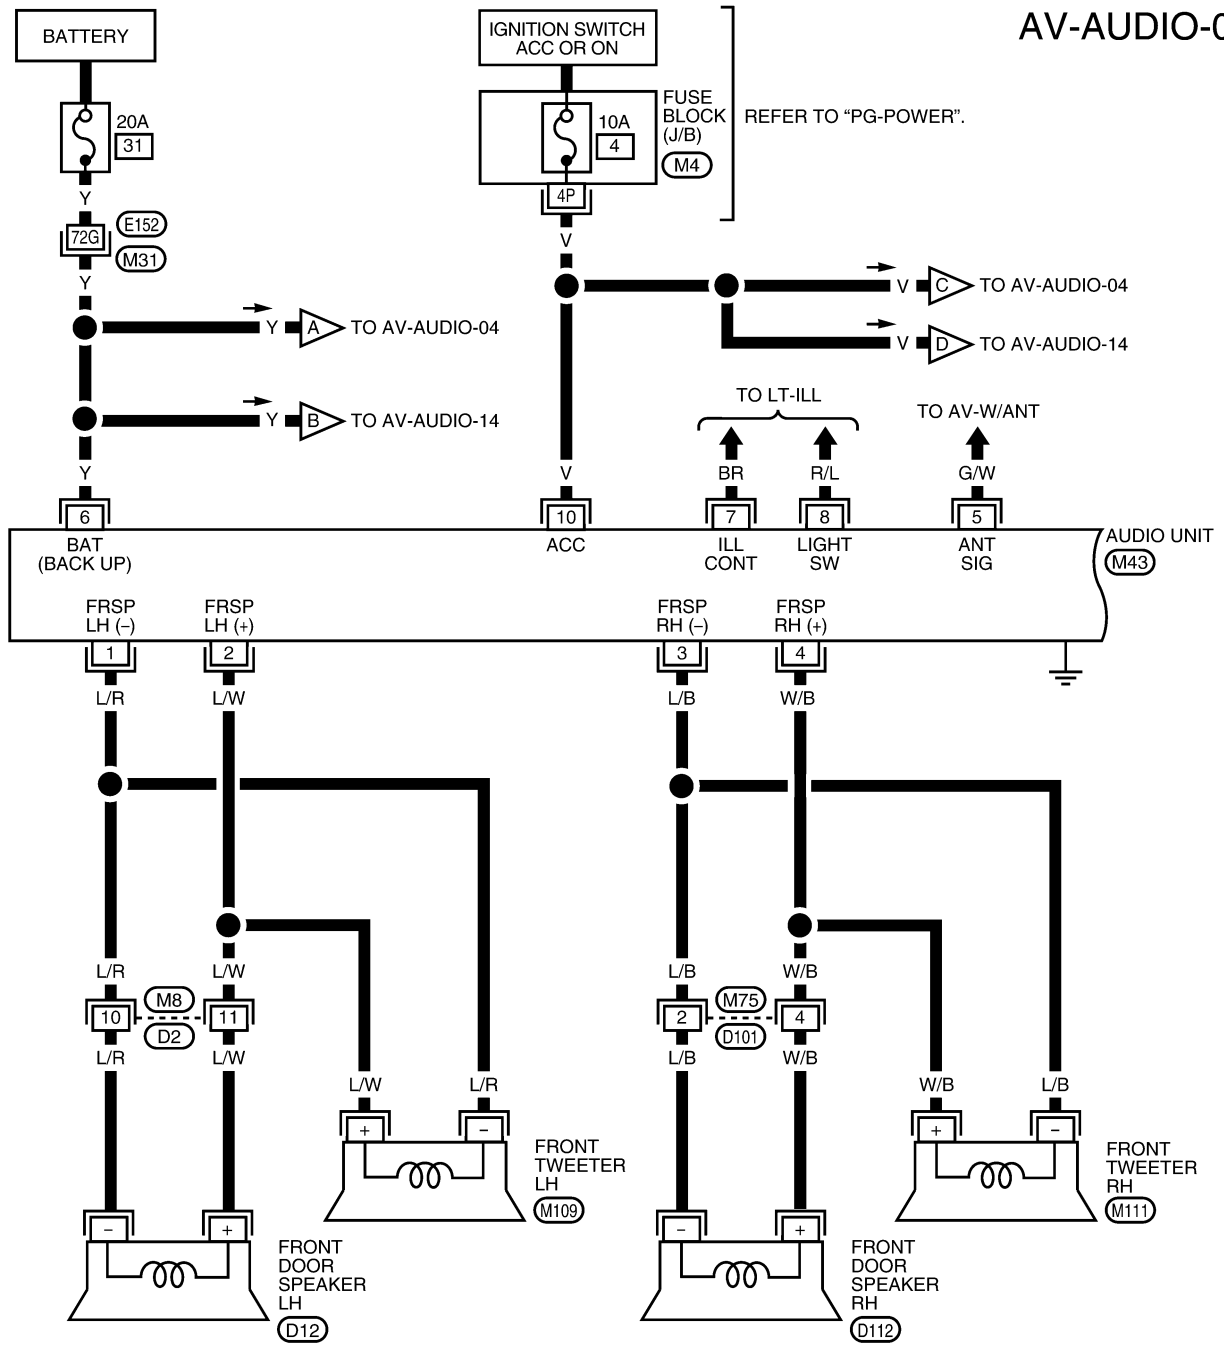 AV-AUDIO-0
BATTERY
IGNITION SWITCH
ACC OR ON
20A
31
10A
4
FUSE
BLOCK
(J/B)
M4
REFER TO “PG-POWER”.
4P
Y
72G
E152
M31
Y
V
Y
A
TO AV-AUDIO-04
Y
B
TO AV-AUDIO-14
V
C
TO AV-AUDIO-04
V
D
TO AV-AUDIO-14
TO LT-ILL
TO AV-W/ANT
Y
V
BR
R/L
G/W
6
10
7
8
5
BAT
(BACK UP)
ACC
ILL
CONT
LIGHT
SW
ANT
SIG
AUDIO UNIT
M43
FRSP
LH (–)
FRSP
LH (+)
FRSP
RH (–)
FRSP
RH (+)
1
2
3
4
L/R
L/W
L/B
W/B
L/R
L/W
L/B
W/B
10
M8
D2
11
2
M75
D101
4
L/R
L/W
L/B
W/B
L/W
L/R
W/B
L/B
+
–
+
–
FRONT
TWEETER
LH
M109
FRONT
TWEETER
RH
M111
–
+
–
+
FRONT
DOOR
SPEAKER
LH
D12
FRONT
DOOR
SPEAKER
RH
D112